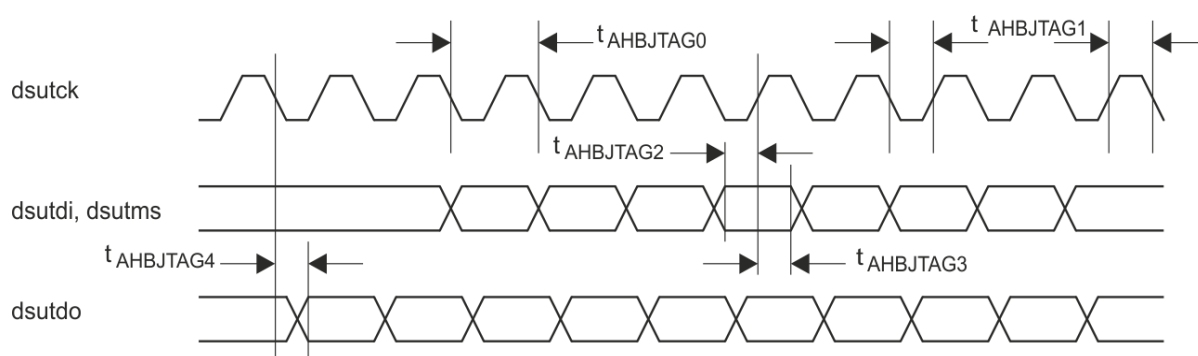 t AHBJTAG0
t AHBJTAG1
dsutck
t AHBJTAG2
dsutdi, dsutms
t AHBJTAG4
t AHBJTAG3
dsutdo